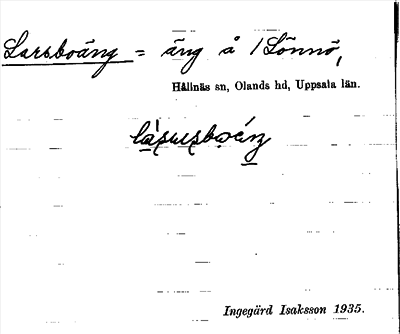 Larsboäng = äng å Lönnö,
Hållnäs sn, Olands hd, Uppsala län.
Ingegärd Isaksson 1935.